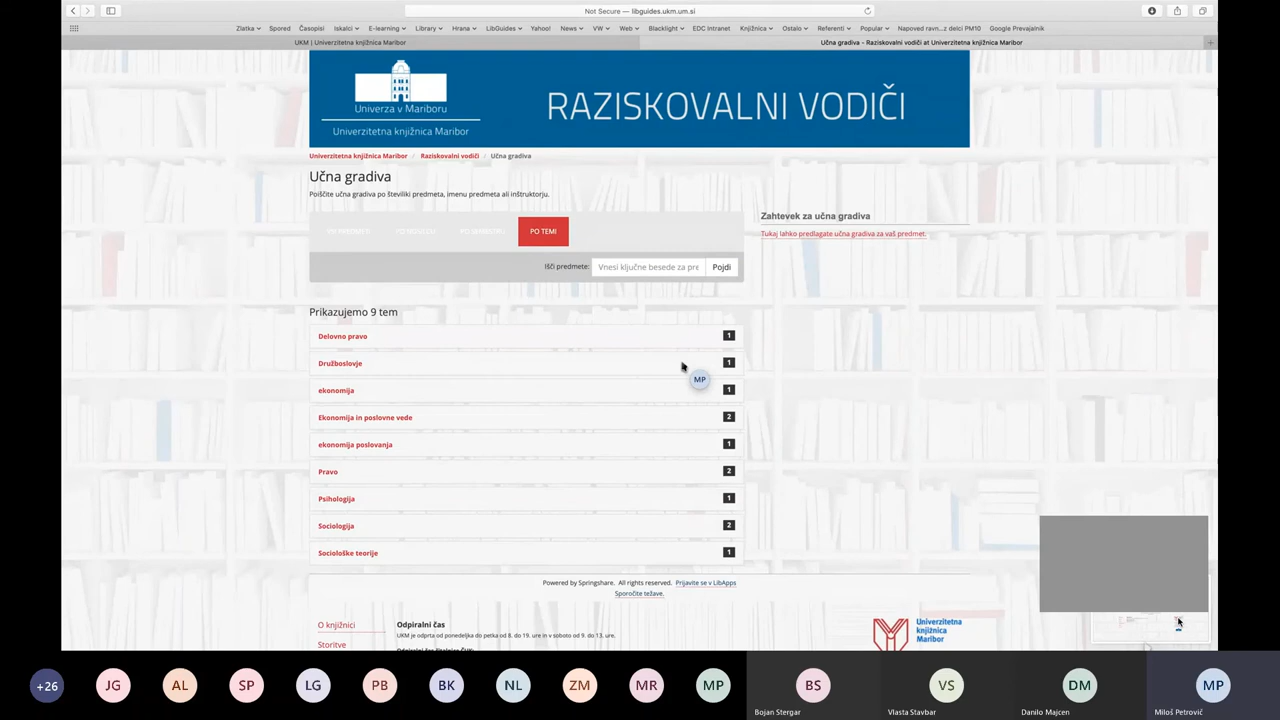 Not Secure — libguides.ukm.um.si
Zlatka Spored Časopisi Iskalci E-learning Library Hrana LibGuides Yahoo! News VW Web Blacklight EDC Intranet Knjižnica Ostalo Referenti Popular Napoved ravn...z delci PM10 Google Prevajalnik
UKM | Univerzitetna knjižnica Maribor
Učna gradiva - Raziskovalni vodiči at Univerzitetna knjižnica Maribor
Univerza v Mariboru
Univerzitetna knjižnica Maribor
RAZISKOVALNI VODIČI
Univerzitetna knjižnica Maribor / Raziskovalni vodiči / Učna gradiva
Učna gradiva
Poiščite učna gradiva po številki predmeta, imenu predmeta ali inštruktorju.
PO TEMI
Išči predmete: Vnesi ključne besede za pre Pojdi
Zahtevek za učna gradiva
Tukaj lahko predlagate učna gradiva za vaš predmet.
Prikazujemo 9 tem
Delovno pravo 1
Družboslovje 1
MP
ekonomija 1
Ekonomija in poslovne vede 2
ekonomija poslovanja 1
Pravo 2
Psihologija 1
Sociologija 2
Sociološke teorije 1
Powered by Springshare. All rights reserved. Prijavite se v LibApps
Sporočite težave.
O knjižnici
Storitve
Odpiralni čas
UKM je odprta od ponedeljka do petka od 8. do 19. ure in v soboto od 9. do 13. ure.
Univerzitetna
knjižnica
Maribor
+26 JG AL SP LG PB BK NL ZM MR MP BS VS DM MP
Bojan Stergar Vlasta Stavbar Danilo Majcen Miloš Petrovič